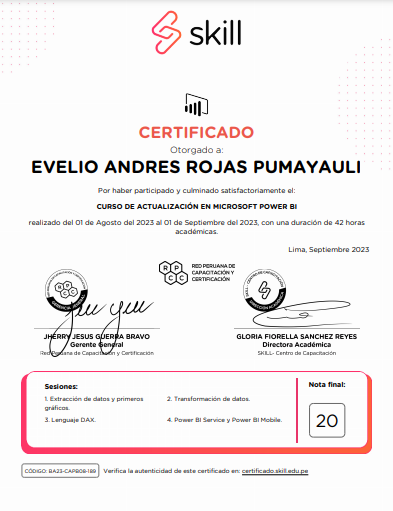 skill
CERTIFICADO
Otorgado a:
EVELIO ANDRES ROJAS PUMAYAULI
Por haber participado y culminado satisfactoriamente el:
CURSO DE ACTUALIZACIÓN EN MICROSOFT POWER BI
realizado del 01 de Agosto del 2023 al 01 de Septiembre del 2023, con una duración de 42 horas
académicas.
Lima, Septiembre 2023
RPCC
RED PERUANA DE
CAPACITACIÓN Y
CERTIFICACIÓN
JHERRY JESUS GUERRA BRAVO
Gerente General
Red Peruana de Capacitación y Certificación
GLORIA FIORELLA SANCHEZ REYES
Directora Académica
SKILL- Centro de Capacitación
Sesiones:
1. Extracción de datos y primeros
gráficos.
2. Transformación de datos.
3. Lenguaje DAX.
4. Power BI Service y Power BI Mobile.
Nota final:
20
CÓDIGO: BA23-CAPB08-189
Verifica la autenticidad de este certificado en: certificado.skill.edu.pe